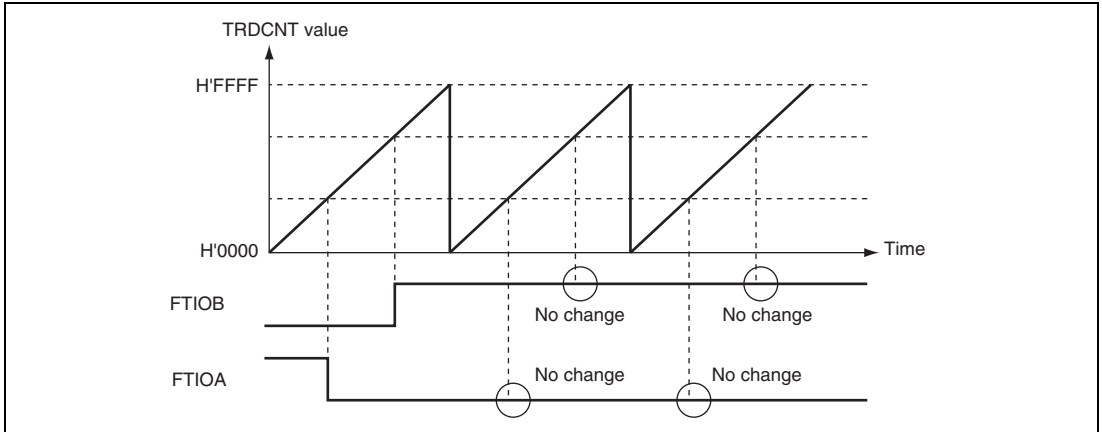 TRDCNT value
H'FFFF
H'0000
Time
FTIOB
No change
No change
FTIOA
No change
No change